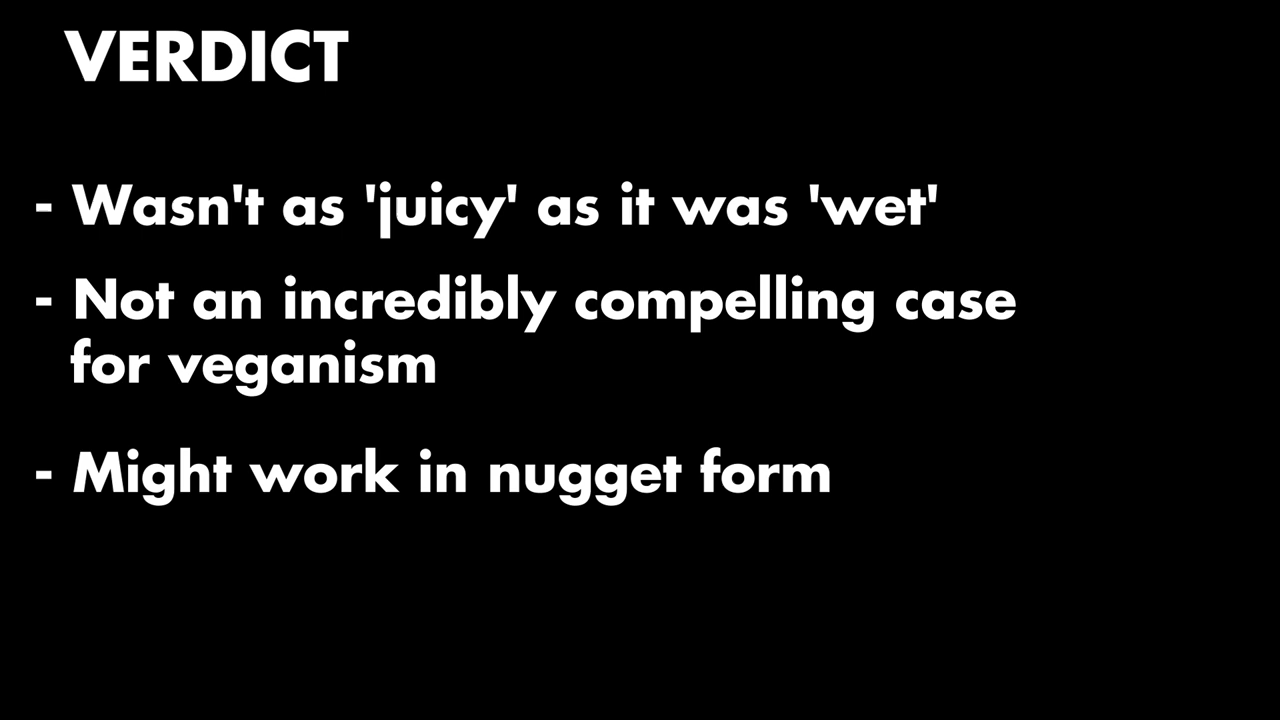 VERDICT
- Wasn't as 'juicy' as it was 'wet'
- Not an incredibly compelling case
for veganism
- Might work in nugget form